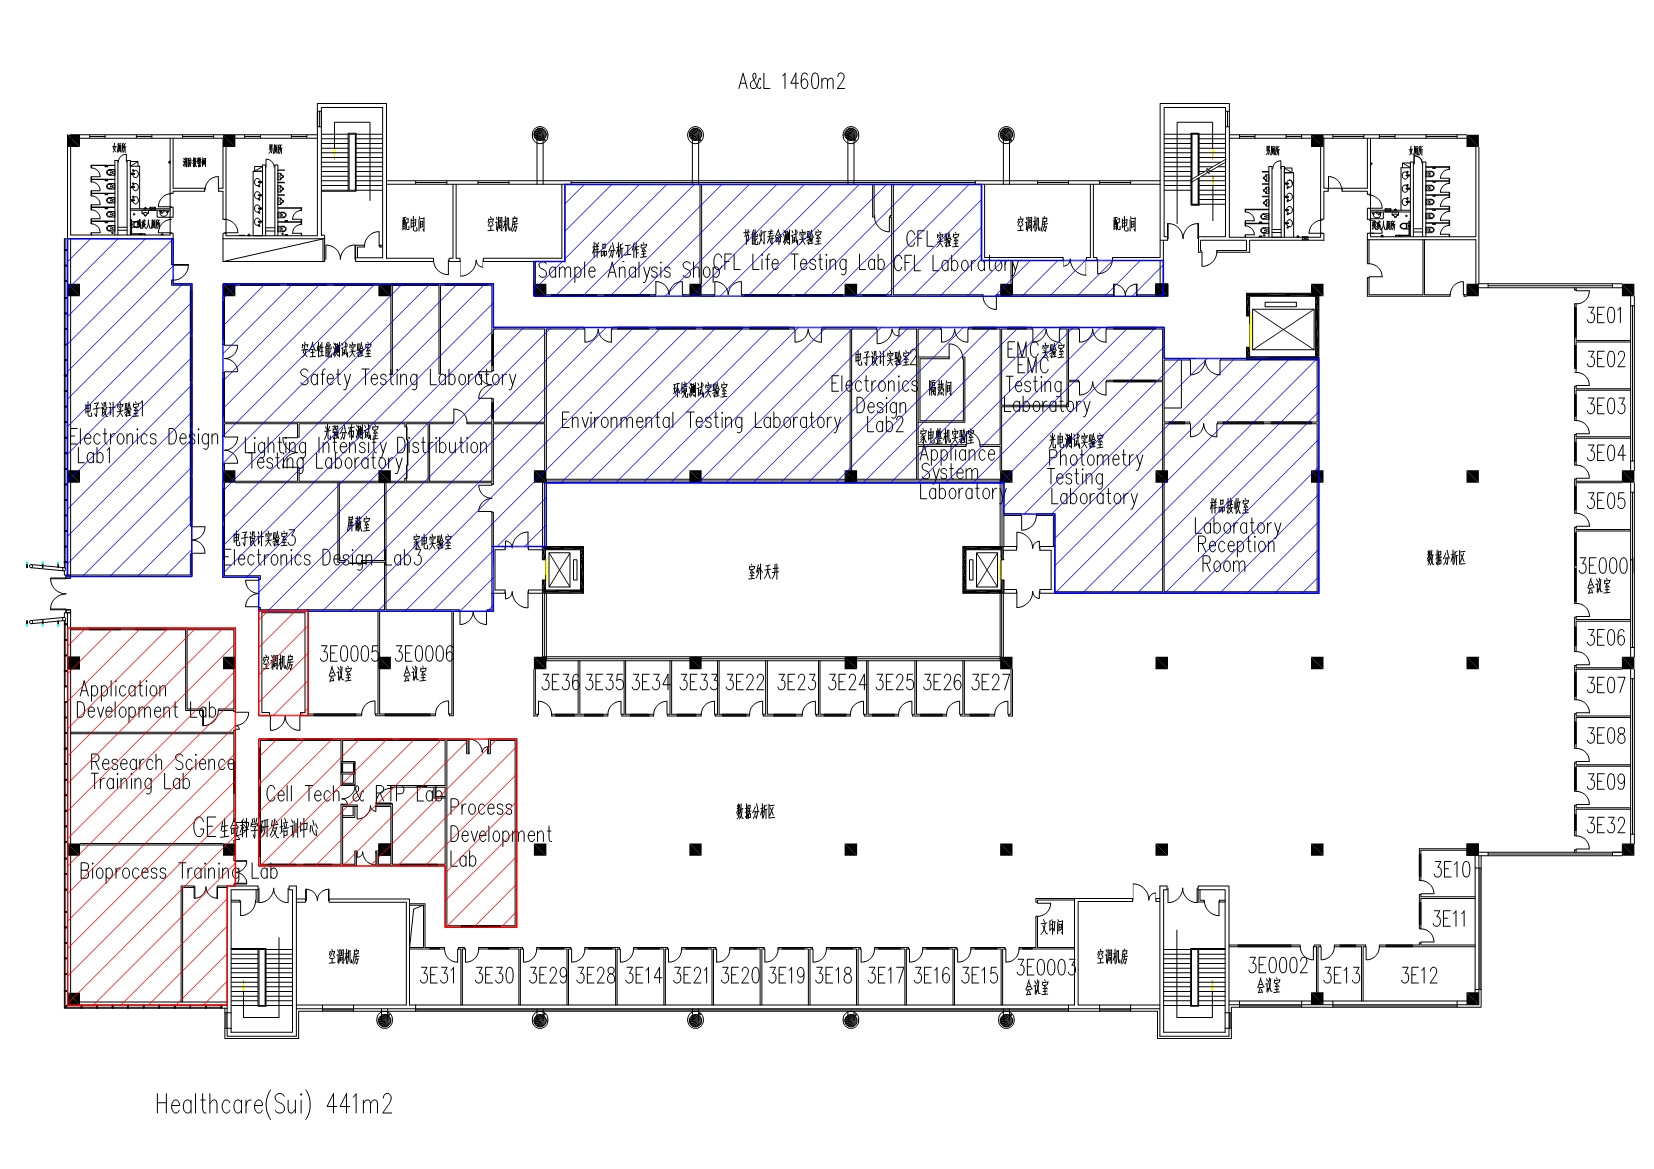 A&L 1460m2
女厕所
消防报警间
男厕所
残疾人厕所
配电间
空调机房
样品分析工作室
Sample Analysis Shop
节能灯寿命测试实验室
CFL Life Testing Lab
CFL实验室
CFL Laboratory
空调机房
配电间
男厕所
女厕所
残疾人厕所
电子设计实验室1
Electronics Design
Lab1
安全性能测试实验室
Safety Testing Laboratory
光强分布测试室
Lighting Intensity Distribution
Testing Laboratory
电子设计实验室3
Electronics Design Lab3
屏蔽室
家电实验室
环境测试实验室
Environmental Testing Laboratory
电子设计实验室2
Electronics
Design
Lab2
隔热间
家电整机实验室
Appliance
System
Laboratory
EMC实验室
EMC
Testing
Laboratory
光电测试实验室
Photometry
Testing
Laboratory
样品接收室
Laboratory
Reception
Room
室外天井
数据分析区
3E01
3E02
3E03
3E04
3E05
3E0001
会议室
3E06
3E07
3E08
3E09
3E32
3E10
3E11
空调机房
3E0005
会议室
3E0006
会议室
3E36
3E35
3E34
3E33
3E22
3E23
3E24
3E25
3E26
3E27
Application
Development Lab
Research Science
Training Lab
GE生命科学研发培训中心
Bioprocess Training Lab
Cell Tech & RTP Lab
Process
Development
Lab
数据分析区
空调机房
3E31
3E30
3E29
3E28
3E14
3E21
3E20
3E19
3E18
3E17
3E16
3E15
文印间
3E0003
会议室
空调机房
3E0002
会议室
3E13
3E12
Healthcare(Sui) 441m2